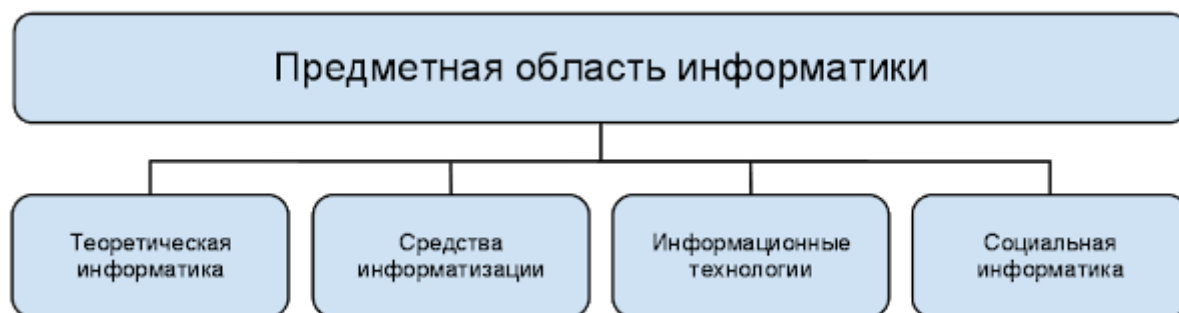 Предметная область информатики
Теоретическая
информатика
Средства
информатизации
Информационные
технологии
Социальная
информатика